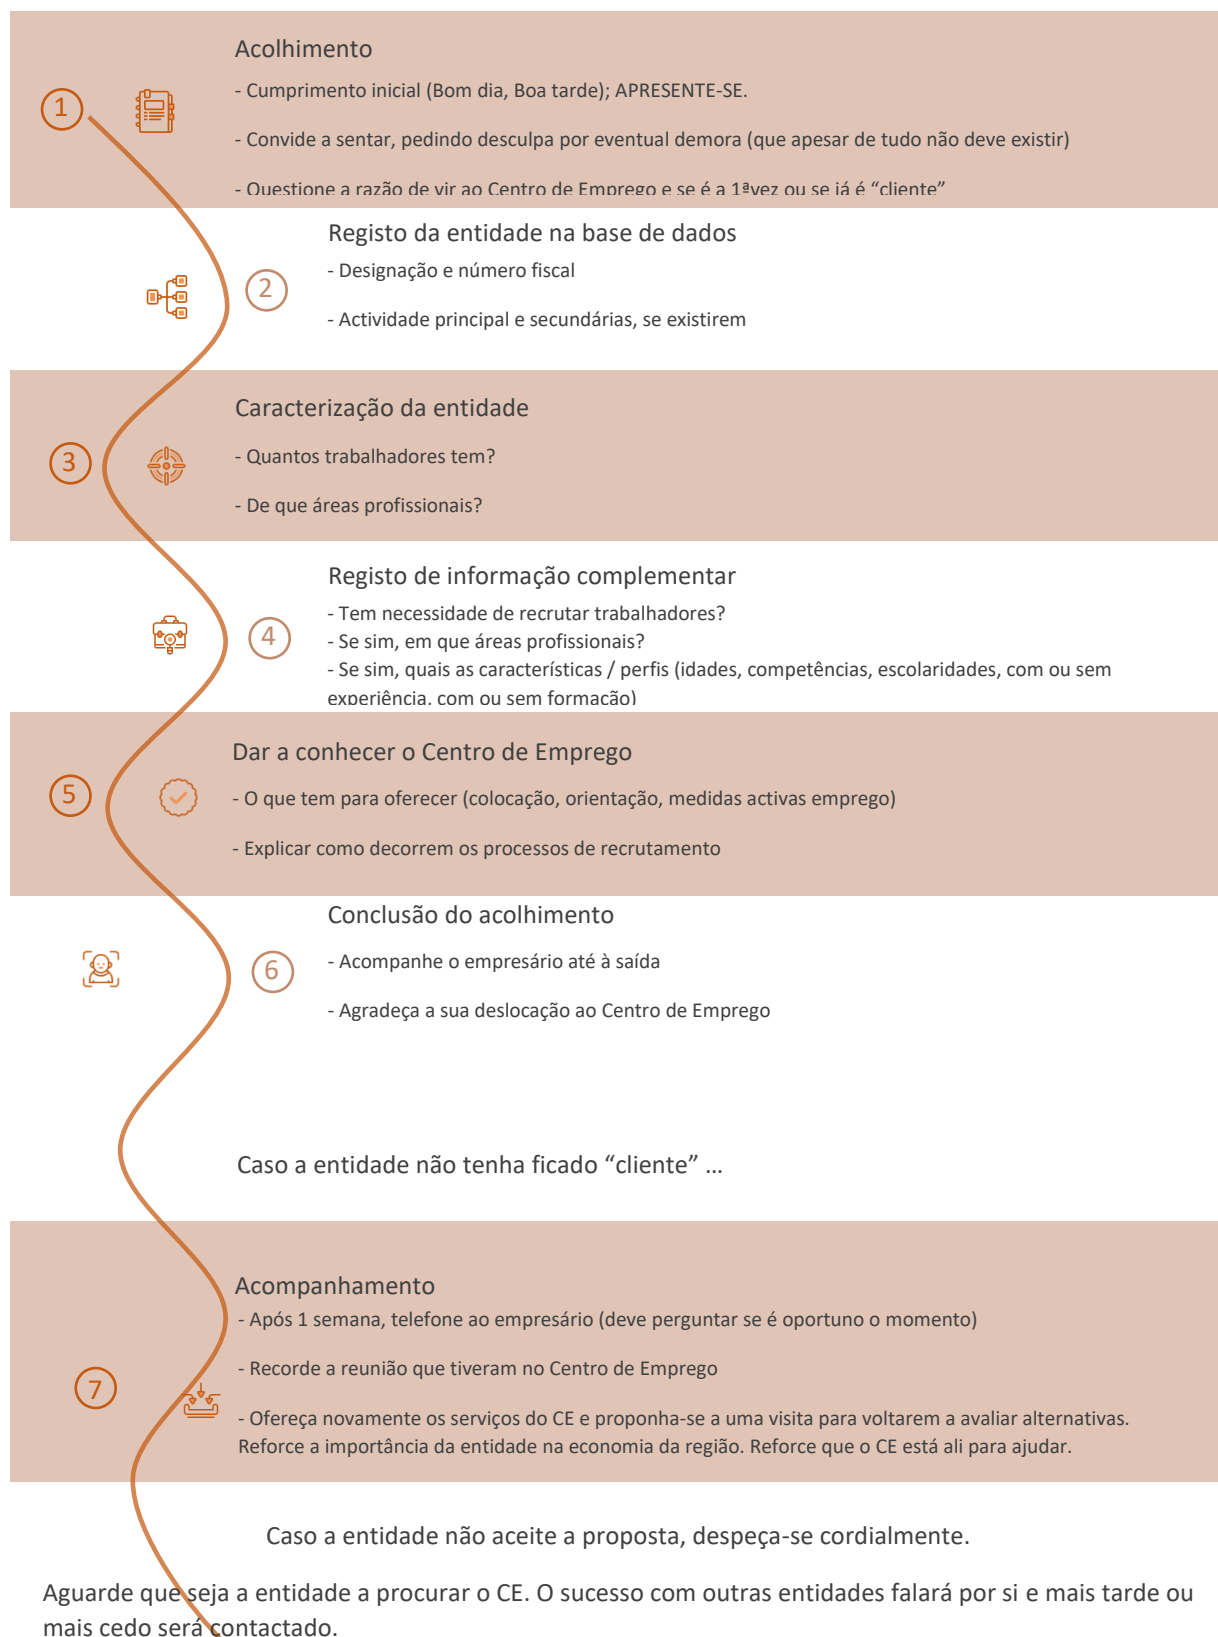 Acolhimento
- Cumprimento inicial (Bom dia, Boa tarde); APRESENTE-SE.
1
- Convide a sentar, pedindo desculpa por eventual demora (que apesar de tudo não deve existir)
- Questione a razão de vir ao Centro de Emprego e se é a 1ªvez ou se já é “cliente”
Registo da entidade na base de dados
- Designação e número fiscal
2
- Actividade principal e secundárias, se existirem
Caracterização da entidade
3
- Quantos trabalhadores tem?
- De que áreas profissionais?
Registo de informação complementar
- Tem necessidade de recrutar trabalhadores?
4
- Se sim, em que áreas profissionais?
- Se sim, quais as características / perfis (idades, competências, escolaridades, com ou sem
experiência, com ou sem formação)
Dar a conhecer o Centro de Emprego
5
- O que tem para oferecer (colocação, orientação, medidas activas emprego)
- Explicar como decorrem os processos de recrutamento
Conclusão do acolhimento
6
- Acompanhe o empresário até à saída
- Agradeça a sua deslocação ao Centro de Emprego
Caso a entidade não tenha ficado “cliente” ...
Acompanhamento
- Após 1 semana, telefone ao empresário (deve perguntar se é oportuno o momento)
- Recorde a reunião que tiveram no Centro de Emprego
7
- Ofereça novamente os serviços do CE e proponha-se a uma visita para voltarem a avaliar alternativas.
Reforce a importância da entidade na economia da região. Reforce que o CE está ali para ajudar.
Caso a entidade não aceite a proposta, despeça-se cordialmente.
Aguarde que seja a entidade a procurar o CE. O sucesso com outras entidades falará por si e mais tarde ou
mais cedo será contactado.